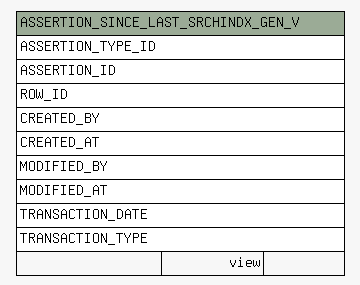 ASSERTION_SINCE_LAST_SRCHINDX_GEN_V
ASSERTION_TYPE_ID
ASSERTION_ID
ROW_ID
CREATED_BY
CREATED_AT
MODIFIED_BY
MODIFIED_AT
TRANSACTION_DATE
TRANSACTION_TYPE
view